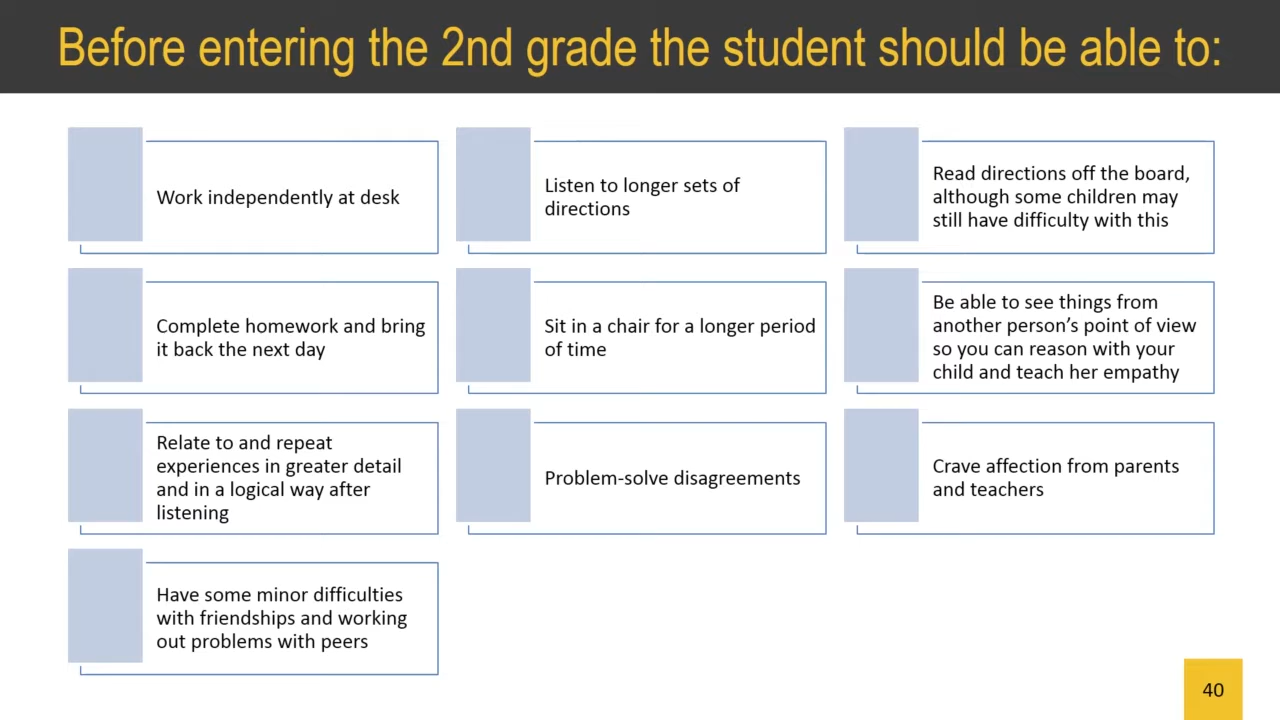 Before entering the 2nd grade the student should be able to:
Work independently at desk
Listen to longer sets of
directions
Read directions off the board,
although some children may
still have difficulty with this
Complete homework and bring
it back the next day
Sit in a chair for a longer period
of time
Be able to see things from
another person’s point of view
so you can reason with your
child and teach her empathy
Relate to and repeat
experiences in greater detail
and in a logical way after
listening
Problem-solve disagreements
Crave affection from parents
and teachers
Have some minor difficulties
with friendships and working
out problems with peers
40